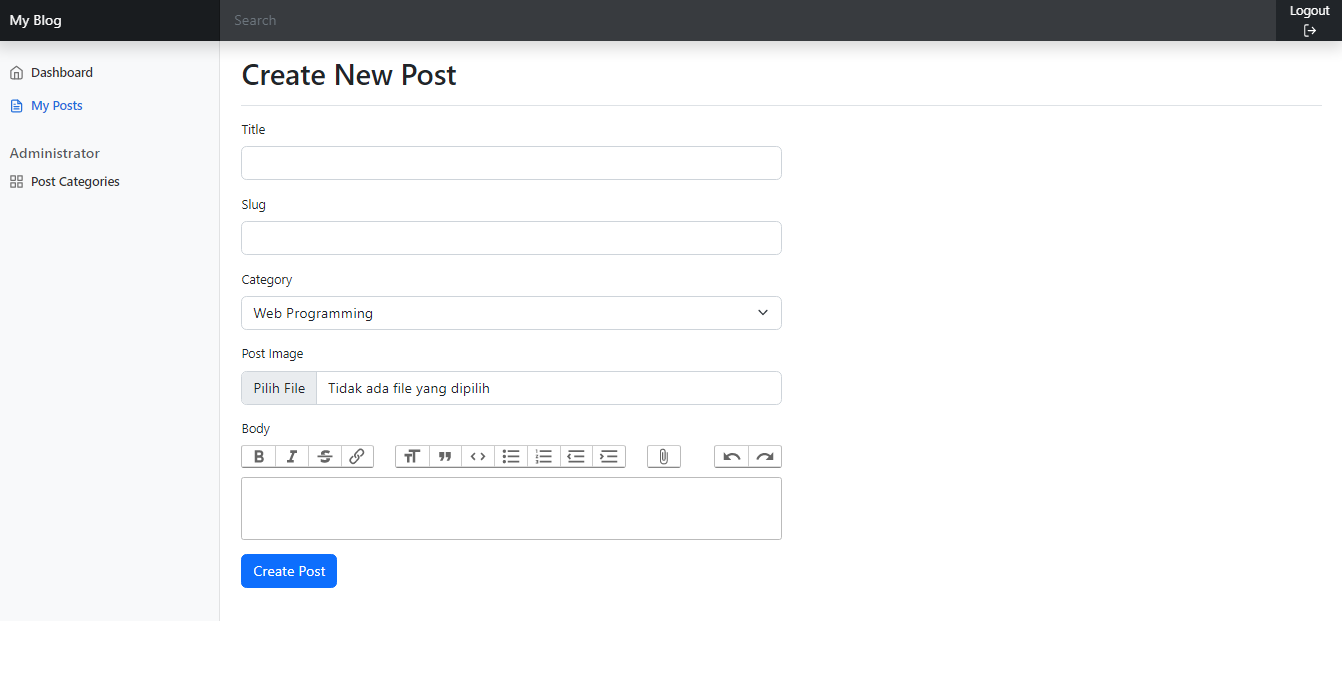 My Blog
Search
Logout
Dashboard
My Posts
Administrator
Post Categories
Create New Post
Title
Slug
Category
Web Programming
Post Image
Pilih File Tidak ada file yang dipilih
Body
Create Post